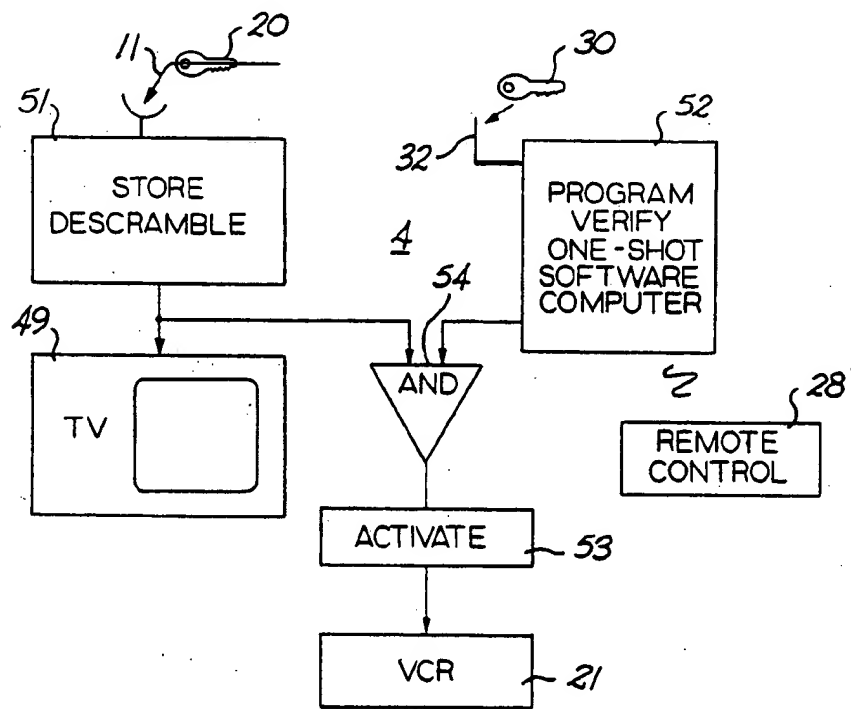 11
20
30
51
52
STORE
DESCRAMBLE
32
PROGRAM
VERIFY
ONE-SHOT
SOFTWARE
COMPUTER
4
54
49
TV
AND
28
REMOTE
CONTROL
ACTIVATE
53
VCR
21